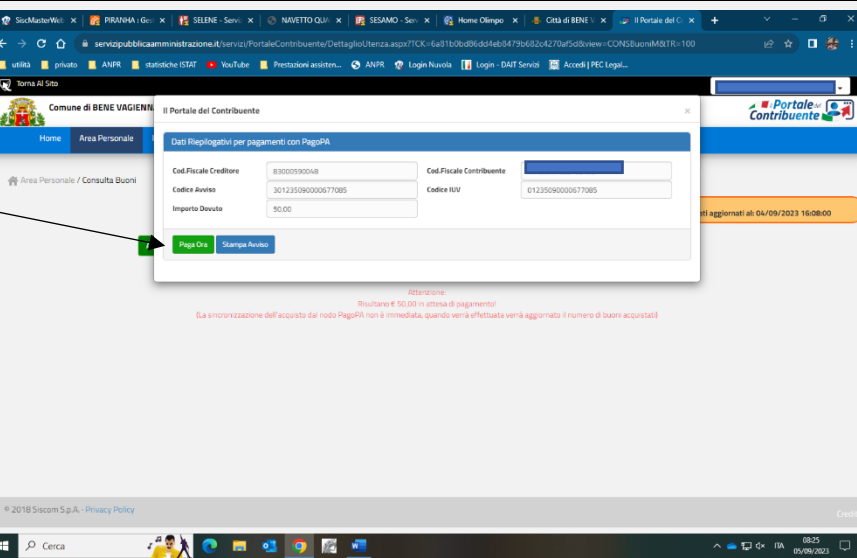 SiscMasterWeb
PIRANHA : Ges
SELENE - Servi
NAVETTO QU
SESAMO - Serv
Home Olimpo
Città di BENE V
Il Portale del C
servizipubblicaamministrazione.it/servizi/PortaleContribuente/DettaglioUtenza.aspx?TCK=6a81b0bd86dd4eb8479b682c4270af5d&view=CONSBuoniM&TR=100
utilità privato ANPR statistiche ISTAT YouTube Prestazioni assisten... ANPR Login Nuvola Login - DAIT Servizi Accedi | PEC Legal...
Torna Al Sito
Comune di BENE VAGIENN
Il Portale del Contribuente
Home Area Personale
Il Portale del Contribuente
Dati Riepilogativi per pagamenti con PagoPA
Cod.Fiscale Creditore 83000590048 Cod.Fiscale Contribuente
Codice Avviso 301235090000677085 Codice IUV 01235090000677085
Importo Dovuto 50,00
Paga Ora Stampa Avviso
Area Personale / Consulta Buoni
ti aggiornati al: 04/09/2023 16:08:00
Attenzione:
Risultano € 50,00 in attesa di pagamento!
(La sincronizzazione dell'acquisto dal nodo PagoPA non è immediata, quando verrà effettuata verrà aggiornato il numero di buoni acquistati)
© 2018 Siscom S.p.A. - Privacy Policy
Credi
Cerca
ITA
08:25
05/09/2023